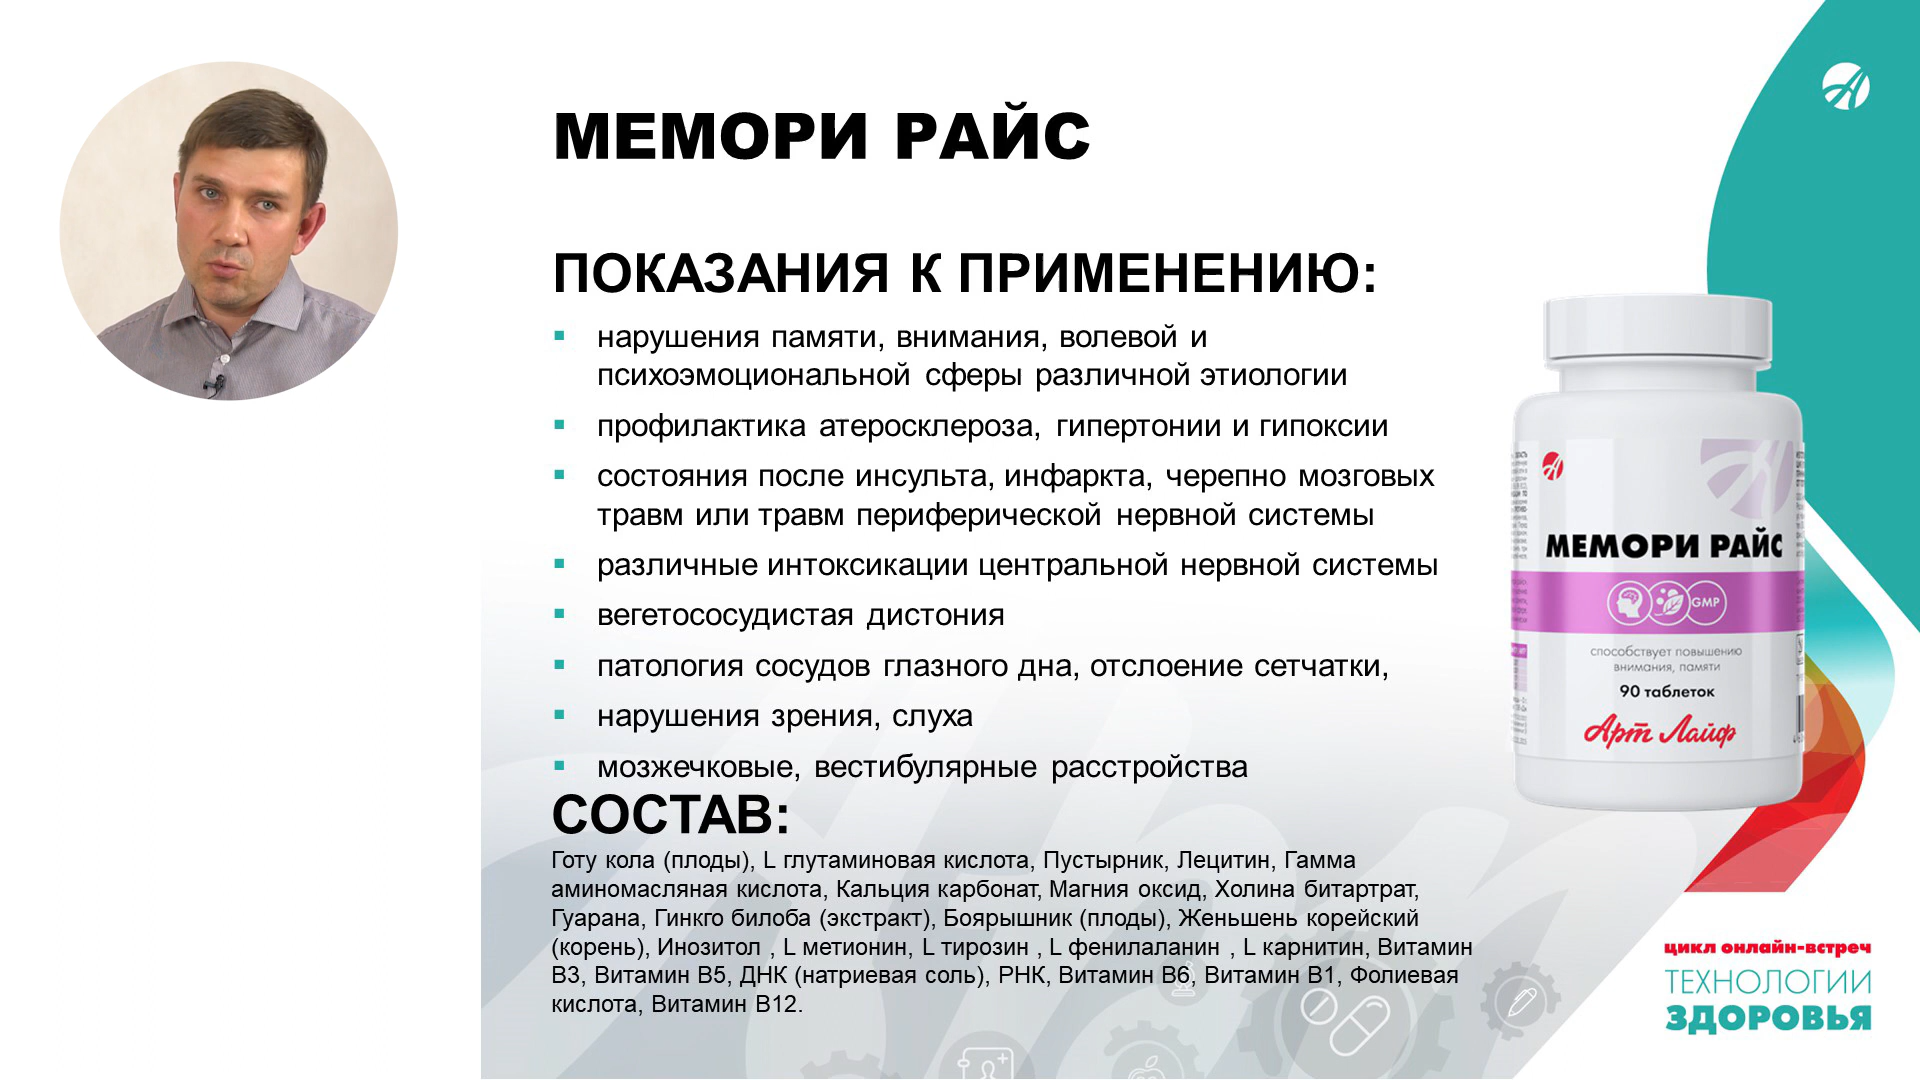 МЕМОРИ РАЙС
ПОКАЗАНИЯ К ПРИМЕНЕНИЮ:
нарушения памяти, внимания, волевой и
психоэмоциональной сферы различной этиологии
профилактика атеросклероза, гипертонии и гипоксии
состояния после инсульта, инфаркта, черепно мозговых
травм или травм периферической нервной системы
различные интоксикации центральной нервной системы
вегетососудистая дистония
патология сосудов глазного дна, отслоение сетчатки,
нарушения зрения, слуха
мозжечковые, вестибулярные расстройства
СОСТАВ:
Готу кола (плоды), L глутаминовая кислота, Пустырник, Лецитин, Гамма
аминомасляная кислота, Кальция карбонат, Магния оксид, Холина битартрат,
Гуарана, Гинкго билоба (экстракт), Боярышник (плоды), Женьшень корейский
(корень), Инозитол , L метионин, L тирозин , L фенилаланин , L карнитин, Витамин
В3, Витамин В5, ДНК (натриевая соль), РНК, Витамин В6, Витамин В1, Фолиевая
кислота, Витамин В12.
МЕМОРИ РАЙС
GMP
способствует повышению
внимания, памяти
90 таблеток
Арт Лайф
цикл онлайн-встреч
ТЕХНОЛОГИИ
ЗДОРОВЬЯ